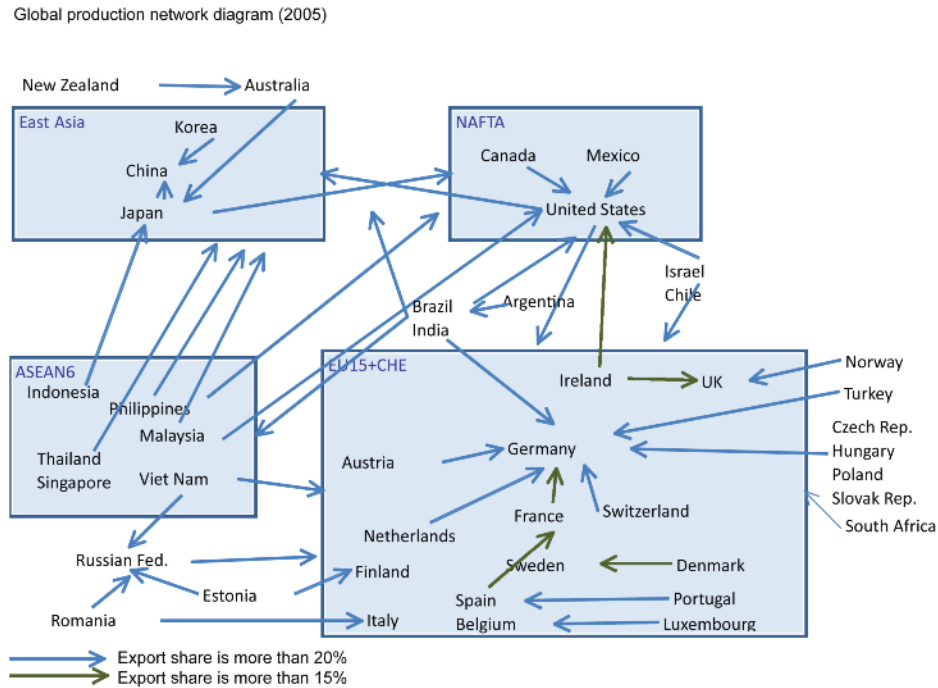 Global production network diagram (2005)
New Zealand
Australia
East Asia
Korea
China
Japan
NAFTA
Canada
Mexico
United States
Israel
Chile
Brazil
Argentina
India
ASEAN6
Indonesia
Philippines
Malaysia
Thailand
Singapore
Viet Nam
EU15+CHE
Ireland
UK
Norway
Turkey
Czech Rep.
Hungary
Poland
Slovak Rep.
South Africa
Austria
Germany
France
Switzerland
Netherlands
Russian Fed.
Finland
Sweden
Denmark
Estonia
Spain
Portugal
Romania
Italy
Belgium
Luxembourg
Export share is more than 20%
Export share is more than 15%